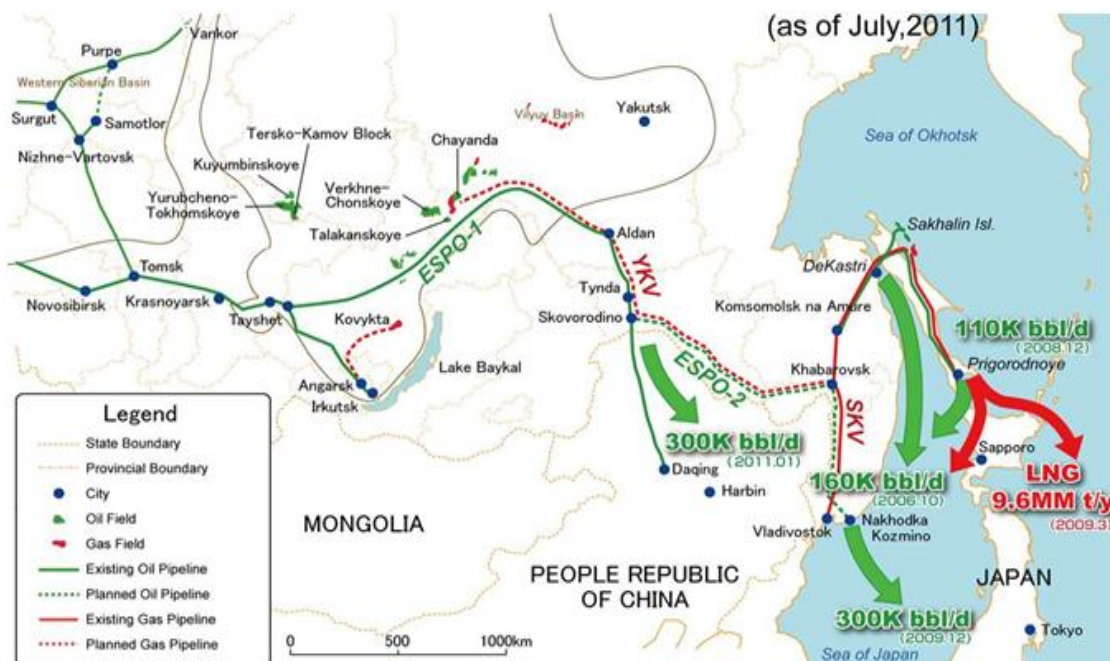 (as of July,2011)
Vankor
Purpe
Western Siberian Basin
Surgut
Samotlor
Nizhne-Vartovsk
Tersko-Kamov Block
Kuyumbinskoye
Yurubcheno-
Tokhomskoye
Verkhne-
Chonskoye
Chayanda
Talakanskoye
Vilyuy Basin
Yakutsk
Sea of Okhotsk
Sakhalin Isl.
DeKastri
Aldan
ESPO-1
YKV
Tynda
Skovorodino
Komsomolsk na Amure
Tomsk
Novosibirsk
Krasnoyarsk
Tayshet
Kovykta
Lake Baykal
Angarsk
Irkutsk
ESPO-2
Khabarovsk
SKV
110K bbl/d
(2008.12)
Prigorodnoye
300K bbl/d
(2011.01)
Daqing
Harbin
160K bbl/d
(2006.10)
Sapporo
LNG
9.6MM t/y
(2009.3)
Vladivostok
Nakhodka
Kozmino
MONGOLIA
PEOPLE REPUBLIC
OF CHINA
JAPAN
300K bbl/d
(2009.12)
Tokyo
Sea of Japan
Legend
State Boundary
Provincial Boundary
City
Oil Field
Gas Field
Existing Oil Pipeline
Planned Oil Pipeline
Existing Gas Pipeline
Planned Gas Pipeline
0 500 1000km